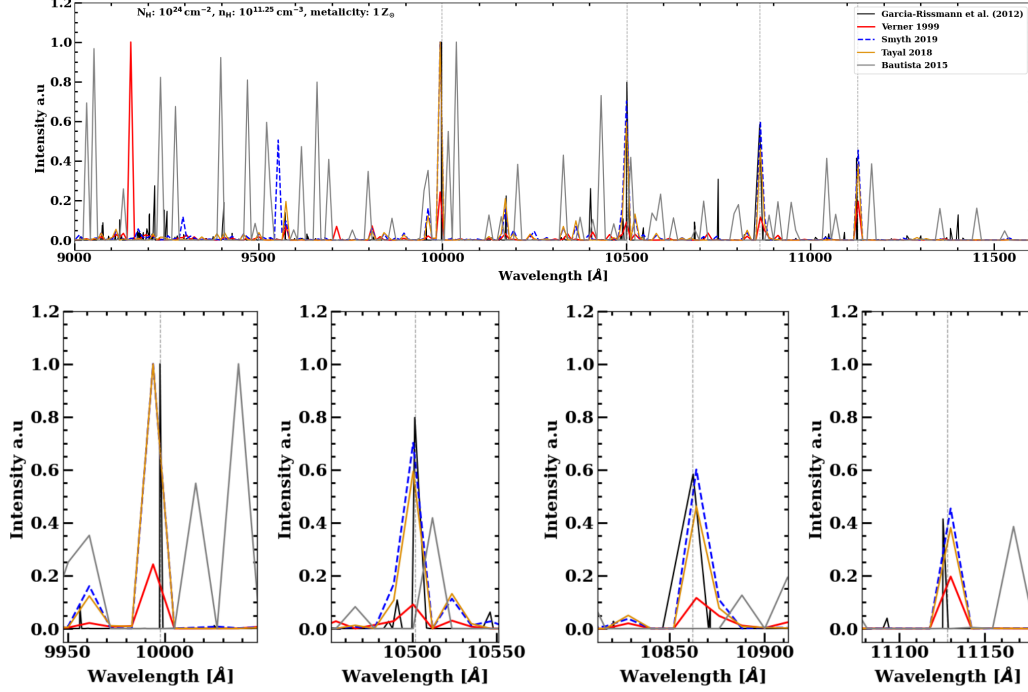 N_H: 10^24 cm^-2, n_H: 10^11.25 cm^-3, metalicity: 1 Z_⊙
Garcia-Rissmann et al. (2012)
Verner 1999
Smyth 2019
Tayal 2018
Bautista 2015
Intensity a.u
1.2
1.0
0.8
0.6
0.4
0.2
0.0
9000 9500 10000 10500 11000 11500
Wavelength [Å]
Intensity a.u
1.2
1.0
0.8
0.6
0.4
0.2
0.0
9950 10000
Wavelength [Å]
Intensity a.u
1.2
1.0
0.8
0.6
0.4
0.2
0.0
10500 10550
Wavelength [Å]
Intensity a.u
1.2
1.0
0.8
0.6
0.4
0.2
0.0
10850 10900
Wavelength [Å]
Intensity a.u
1.2
1.0
0.8
0.6
0.4
0.2
0.0
11100 11150
Wavelength [Å]